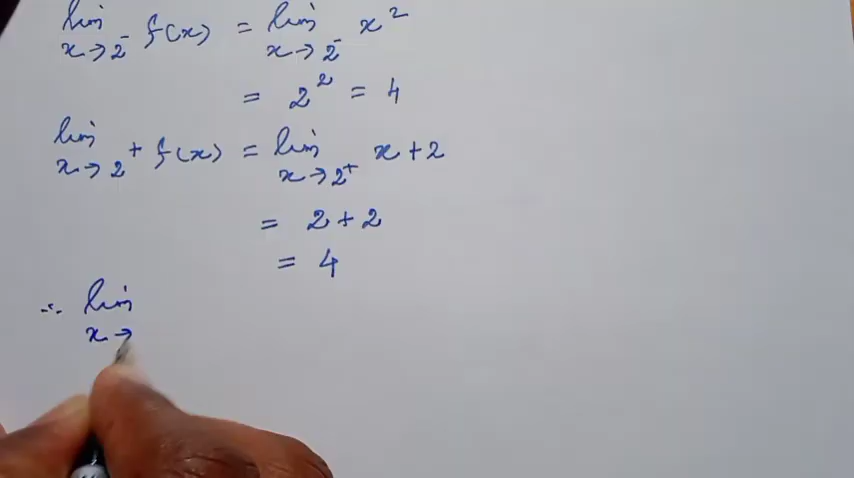 lim x→2⁻ f(x) = lim x→2⁻ x²
= 2² = 4
lim x→2⁺ f(x) = lim x→2⁺ x+2
= 2+2
= 4
∴ lim x→